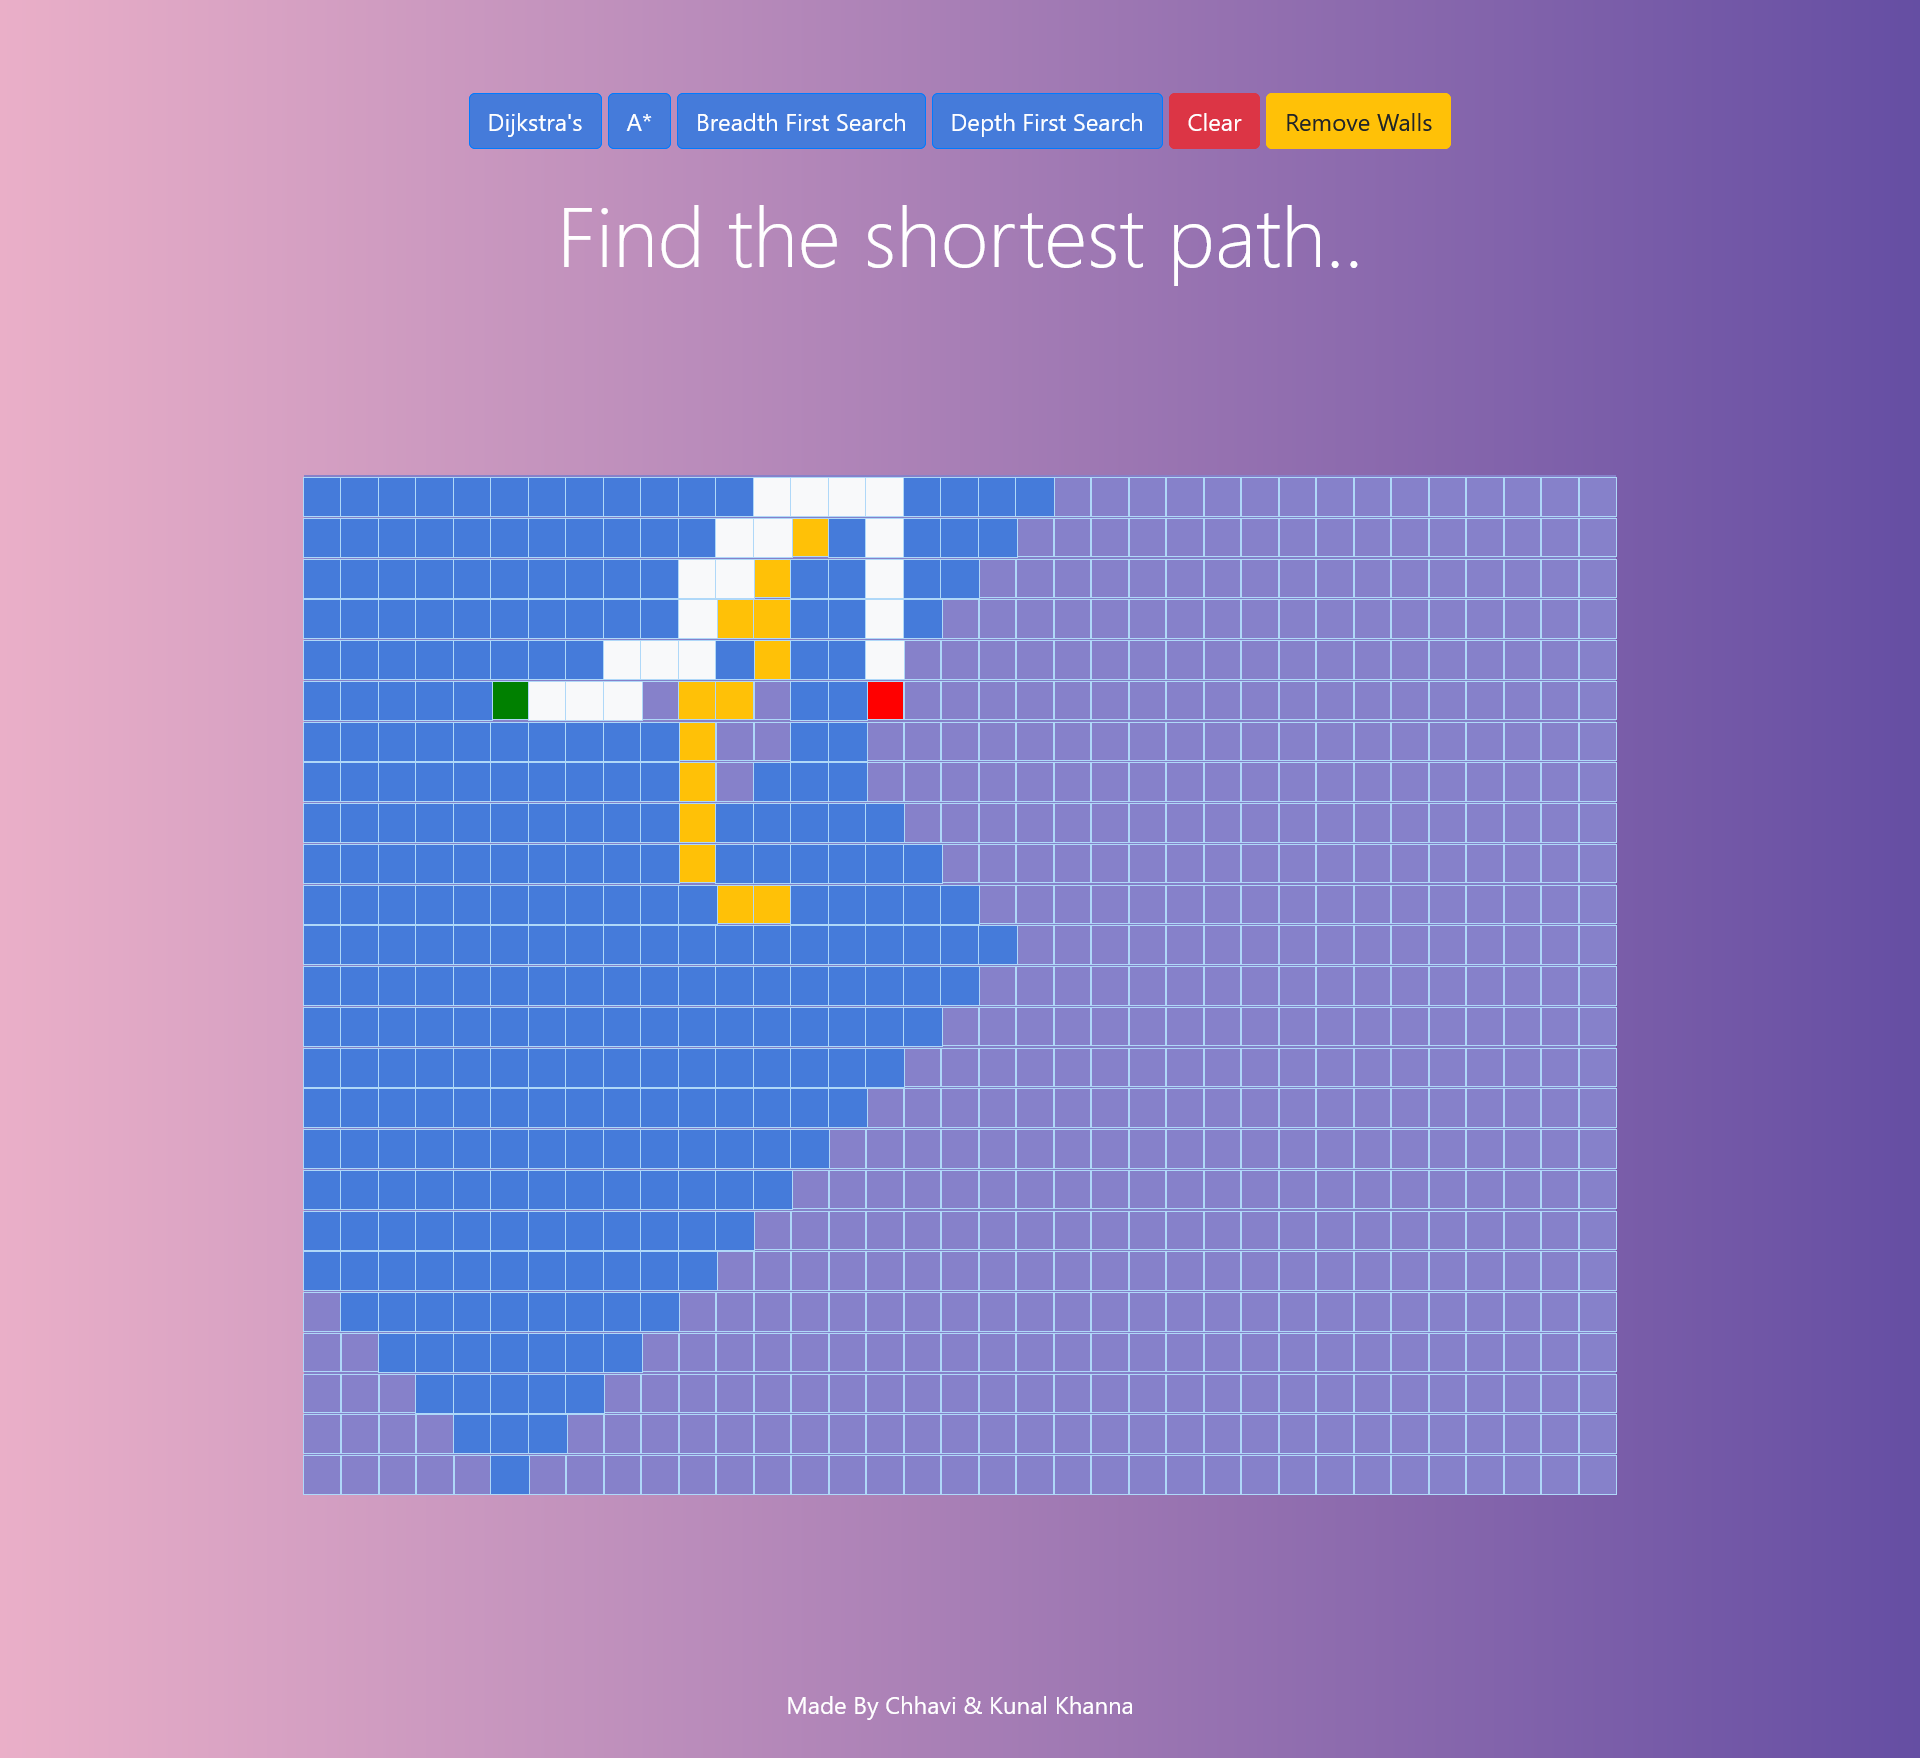 Dijkstra's A* Breadth First Search Depth First Search Clear Remove Walls
Find the shortest path..
Made By Chhavi & Kunal Khanna